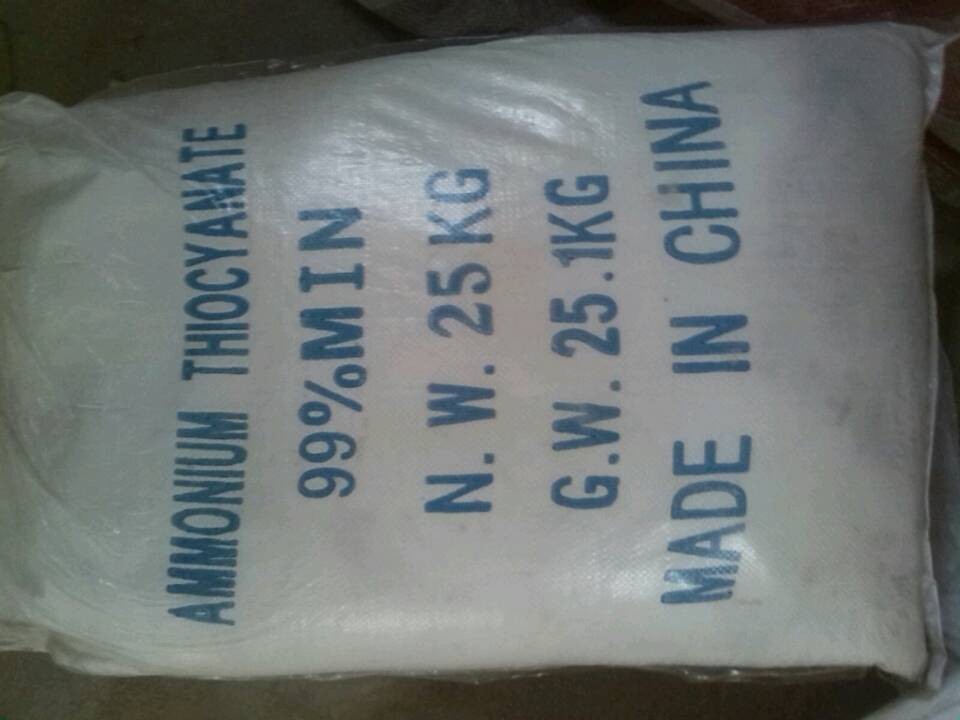 AMMONIUM THIOCYANATE
99%MIN
N.W. 25KG
G.W. 25.1KG
MADE IN CHINA